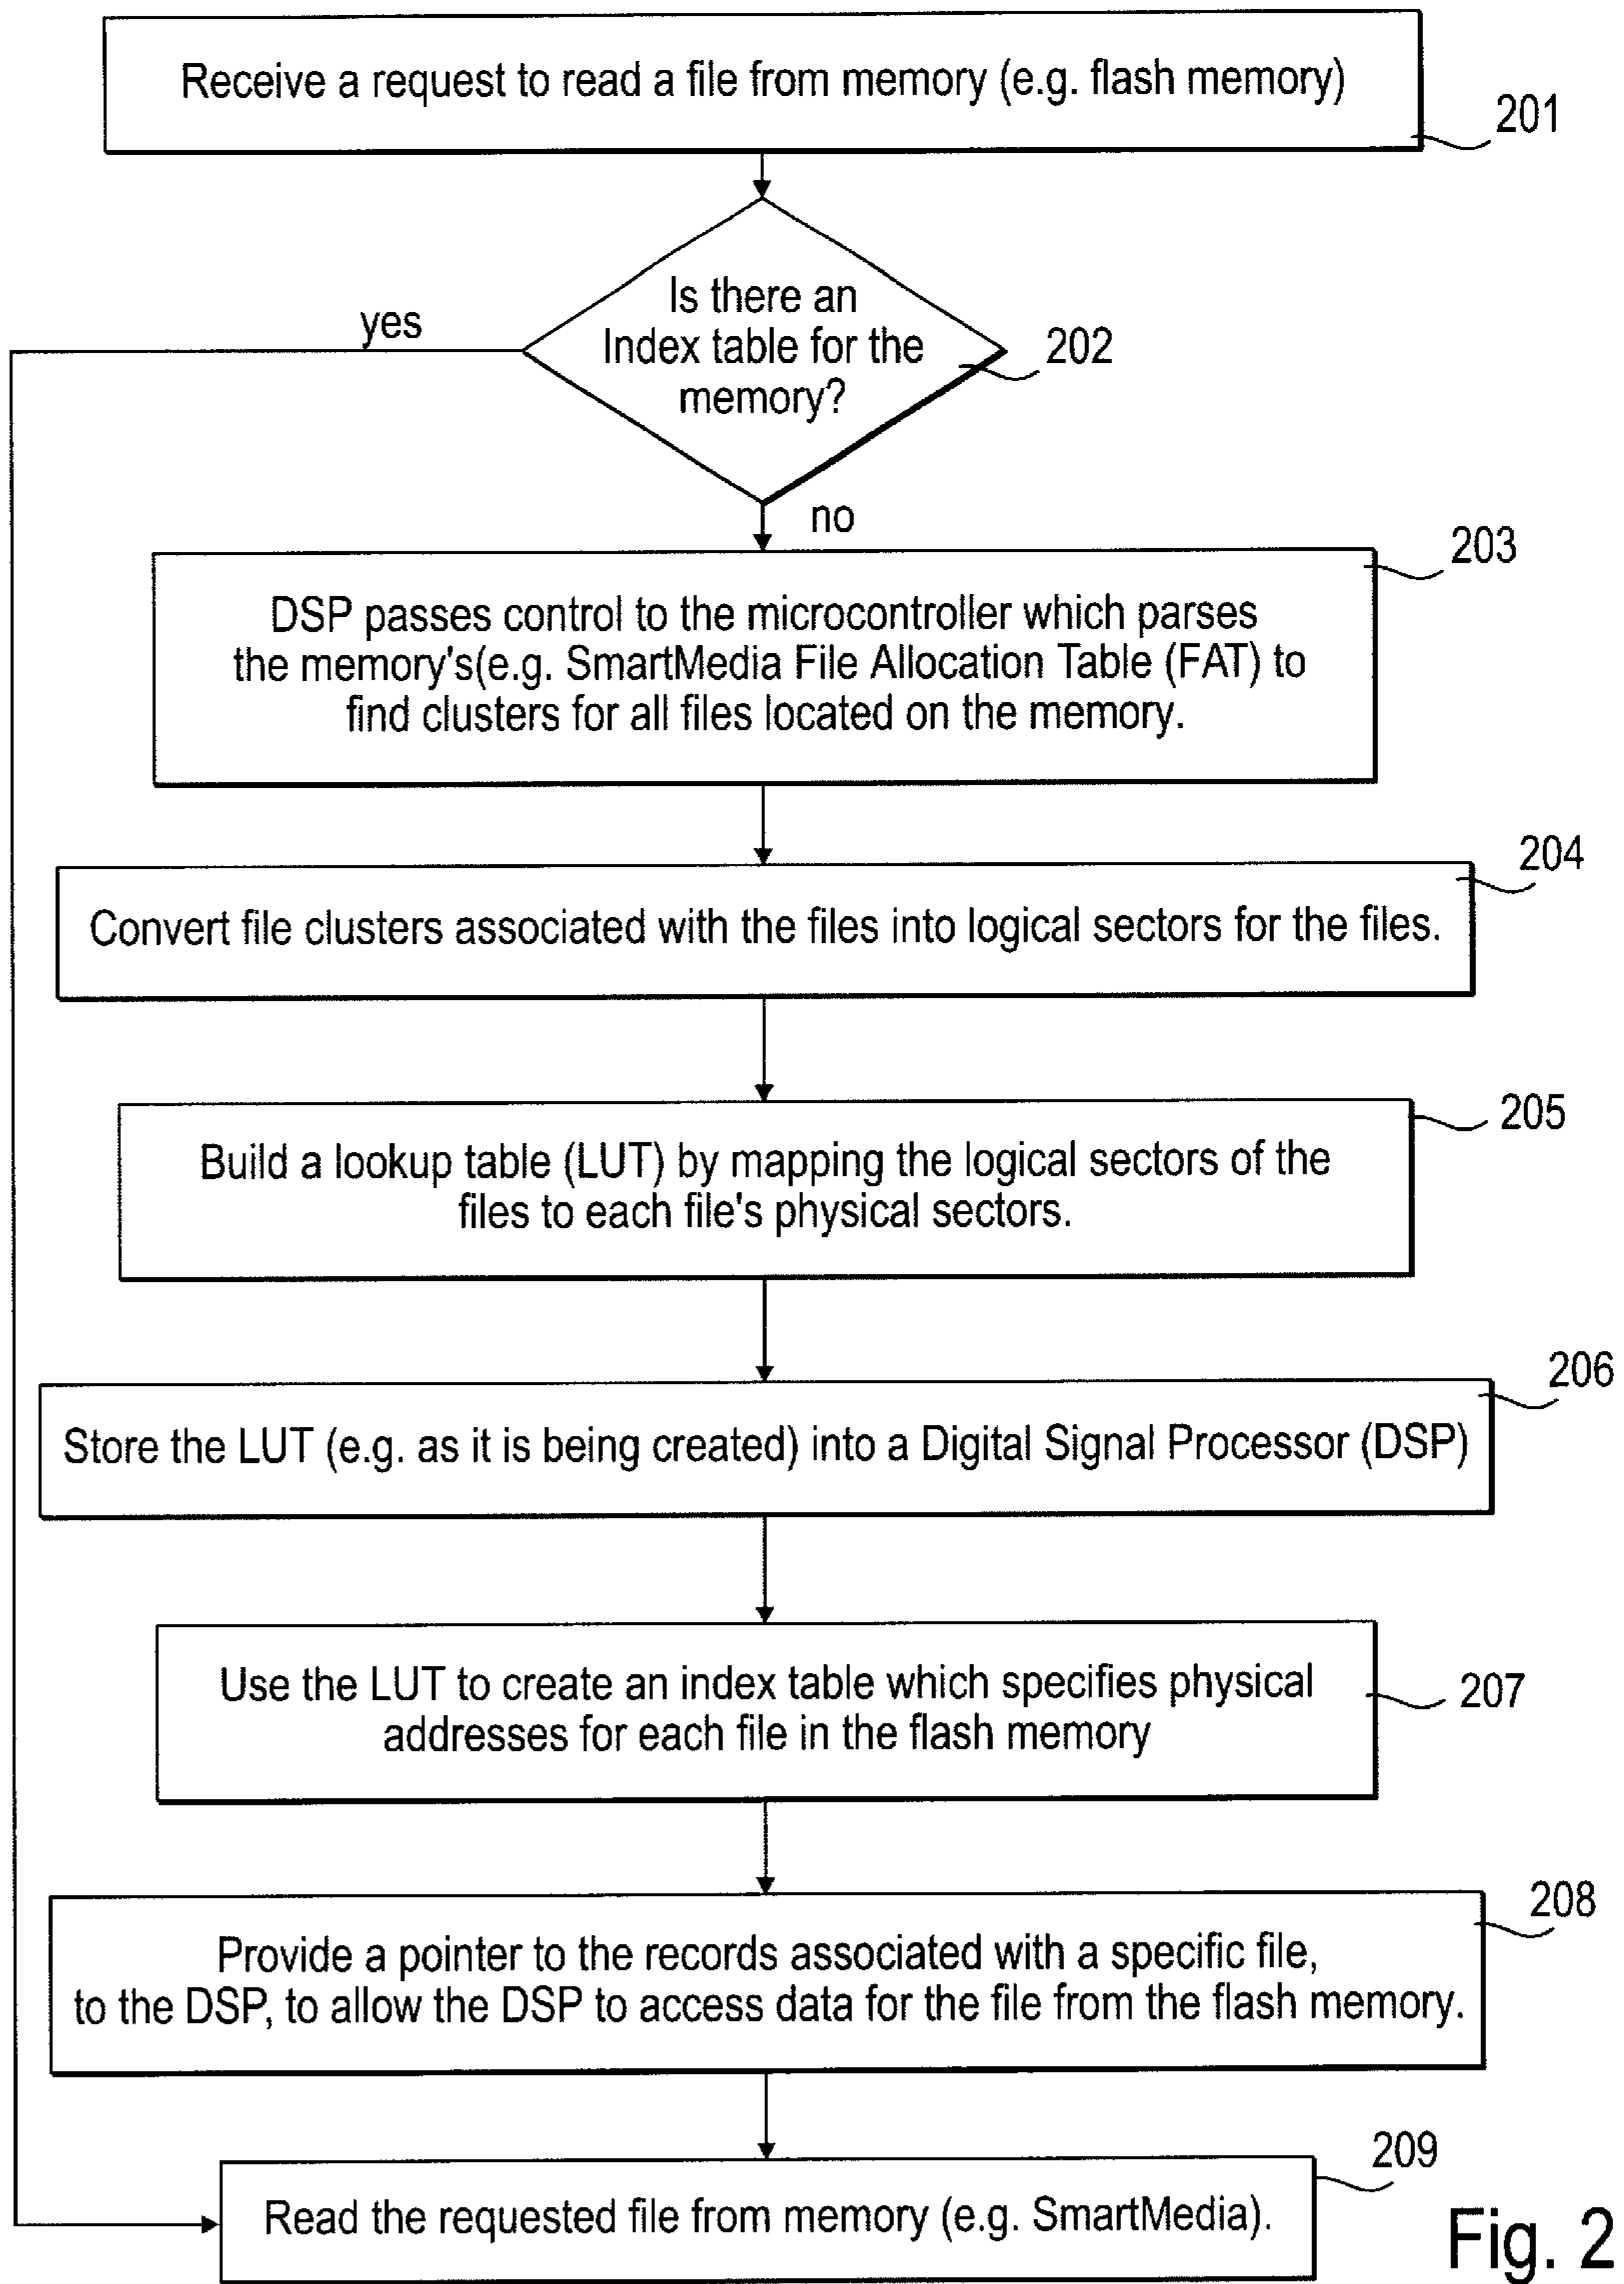 Receive a request to read a file from memory (e.g. flash memory)
201
Is there an
Index table for the
memory?
202
yes
no
203
DSP passes control to the microcontroller which parses
the memory's(e.g. SmartMedia File Allocation Table (FAT) to
find clusters for all files located on the memory.
204
Convert file clusters associated with the files into logical sectors for the files.
205
Build a lookup table (LUT) by mapping the logical sectors of the
files to each file's physical sectors.
206
Store the LUT (e.g. as it is being created) into a Digital Signal Processor (DSP)
Use the LUT to create an index table which specifies physical
addresses for each file in the flash memory
207
208
Provide a pointer to the records associated with a specific file,
to the DSP, to allow the DSP to access data for the file from the flash memory.
209
Read the requested file from memory (e.g. SmartMedia).
Fig. 2